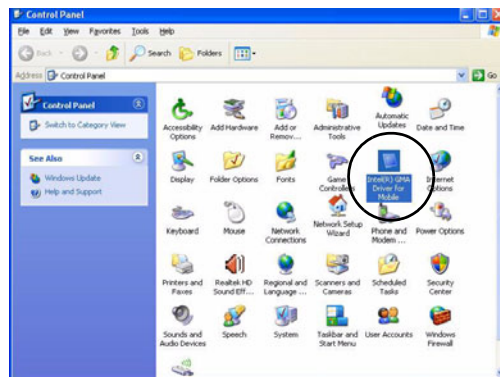 Control Panel
File Edit View Favorites Tools Help
Back Search Folders
Address Control Panel Go
Control Panel
Switch to Category View
See Also
Windows Update
Help and Support
Accessibility Options
Add Hardware
Add or Remov...
Administrative Tools
Automatic Updates
Date and Time
Display
Folder Options
Fonts
Game Controllers
Intel(R) GMA Driver for Mobile
Internet Options
Keyboard
Mouse
Network Connections
Network Setup Wizard
Phone and Modem ...
Power Options
Printers and Faxes
Realtek HD Sound Eff...
Regional and Language ...
Scanners and Cameras
Scheduled Tasks
Security Center
Sounds and Audio Devices
Speech
System
Taskbar and Start Menu
User Accounts
Windows Firewall